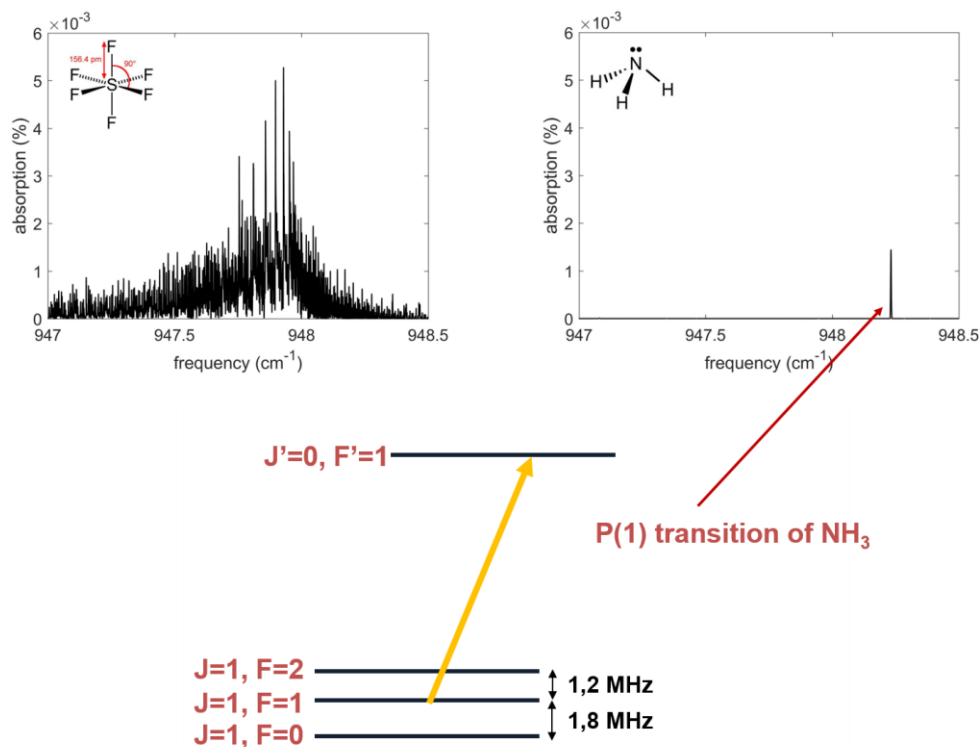 ×10⁻³
6
5
4
3
2
1
0
absorption (%)
947
947.5
948
948.5
frequency (cm⁻¹)
F
156.4 pm
90°
F
F
S
F
F
F
×10⁻³
6
5
4
3
2
1
0
absorption (%)
947
947.5
948
948.5
frequency (cm⁻¹)
N
H
H
H
J’=0, F’=1
P(1) transition of NH₃
J=1, F=2
J=1, F=1
J=1, F=0
1,2 MHz
1,8 MHz